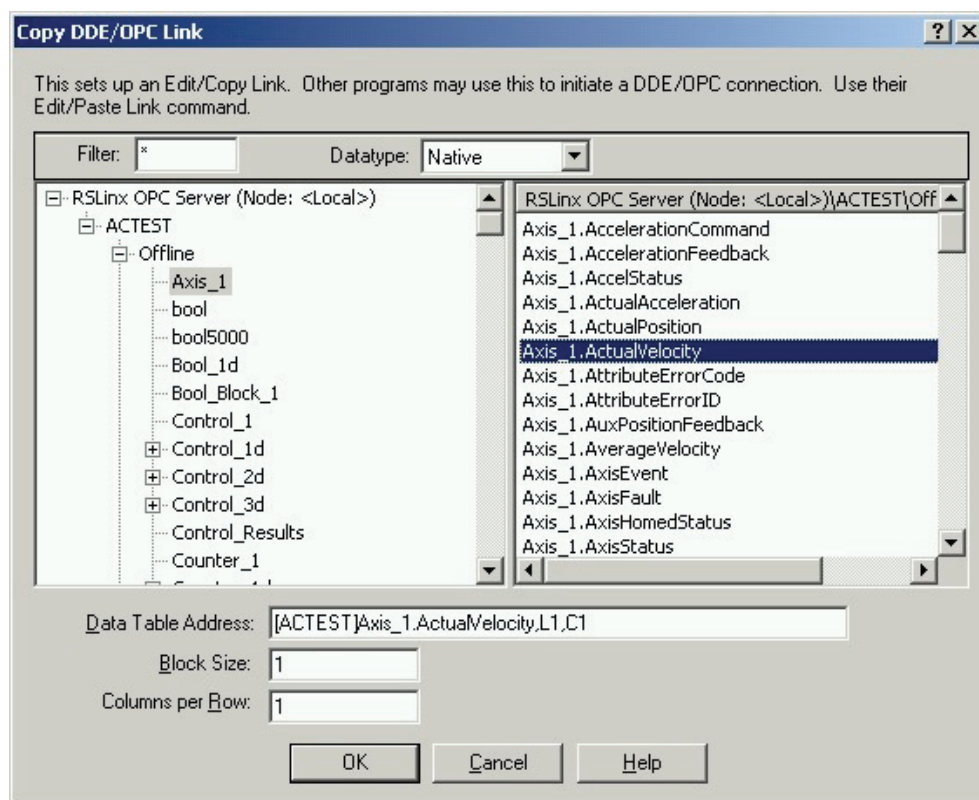 Copy DDE/OPC Link
This sets up an Edit/Copy Link. Other programs may use this to initiate a DDE/OPC connection. Use their
Edit/Paste Link command.
Filter: * Datatype: Native
RSLinx OPC Server (Node: <Local>)
ACTEST
Offline
Axis_1
bool
bool5000
Bool_1d
Bool_Block_1
Control_1
Control_1d
Control_2d
Control_3d
Control_Results
Counter_1
RSLinx OPC Server (Node: <Local>)\ACTEST\Off
Axis_1.AccelerationCommand
Axis_1.AccelerationFeedback
Axis_1.AccelStatus
Axis_1.ActualAcceleration
Axis_1.ActualPosition
Axis_1.ActualVelocity
Axis_1.AttributeErrorCode
Axis_1.AttributeErrorID
Axis_1.AuxPositionFeedback
Axis_1.AverageVelocity
Axis_1.AxisEvent
Axis_1.AxisFault
Axis_1.AxisHomedStatus
Axis_1.AxisStatus
Data Table Address: [ACTEST]Axis_1.ActualVelocity,L1,C1
Block Size: 1
Columns per Row: 1
OK Cancel Help